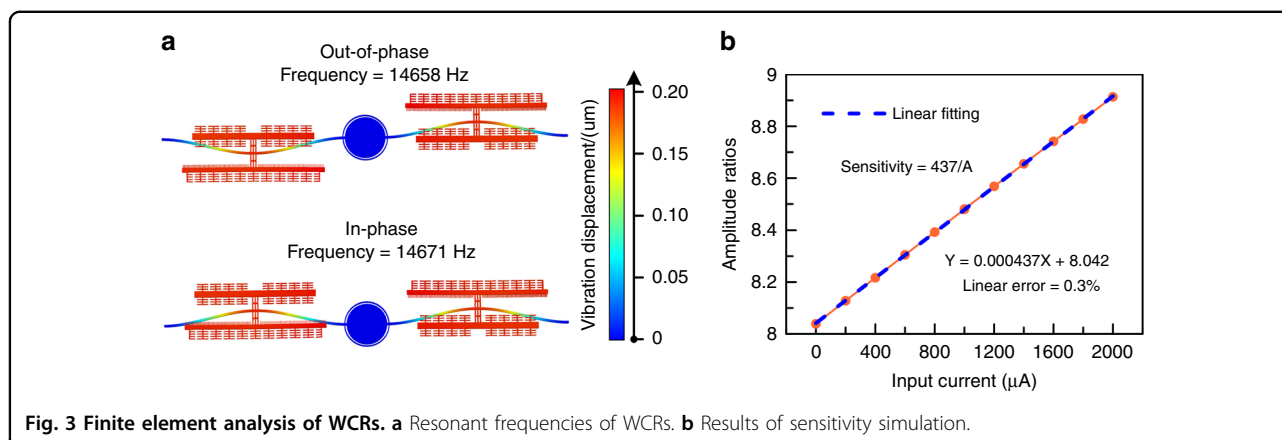 a
Out-of-phase
Frequency = 14658 Hz
In-phase
Frequency = 14671 Hz
Vibration displacement/(um)
0.20
0.15
0.10
0.05
0
b
Amplitude ratios
9
8.8
8.6
8.4
8.2
8
Linear fitting
Sensitivity = 437/A
Y = 0.000437X + 8.042
Linear error = 0.3%
0 400 800 1200 1600 2000
Input current (μA)
Fig. 3 Finite element analysis of WCRs. a Resonant frequencies of WCRs. b Results of sensitivity simulation.